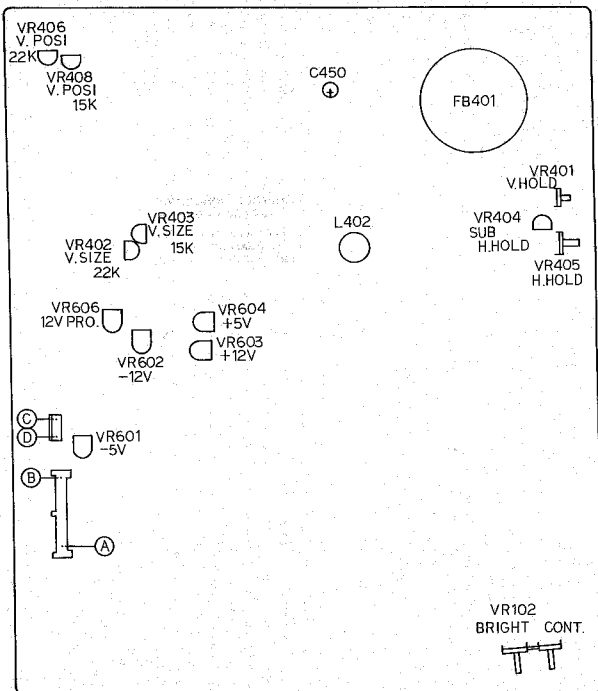 VR406
V. POSI
22K
VR408
V. POSI
15K
C450
FB401
VR401
V.HOLD
VR404
SUB
H.HOLD
VR405
H.HOLD
VR403
V.SIZE
15K
VR402
V.SIZE
22K
L402
VR606
12V PRO.
VR604
+5V
VR603
+12V
VR602
-12V
C
D
VR601
-5V
B
A
VR102
BRIGHT CONT.